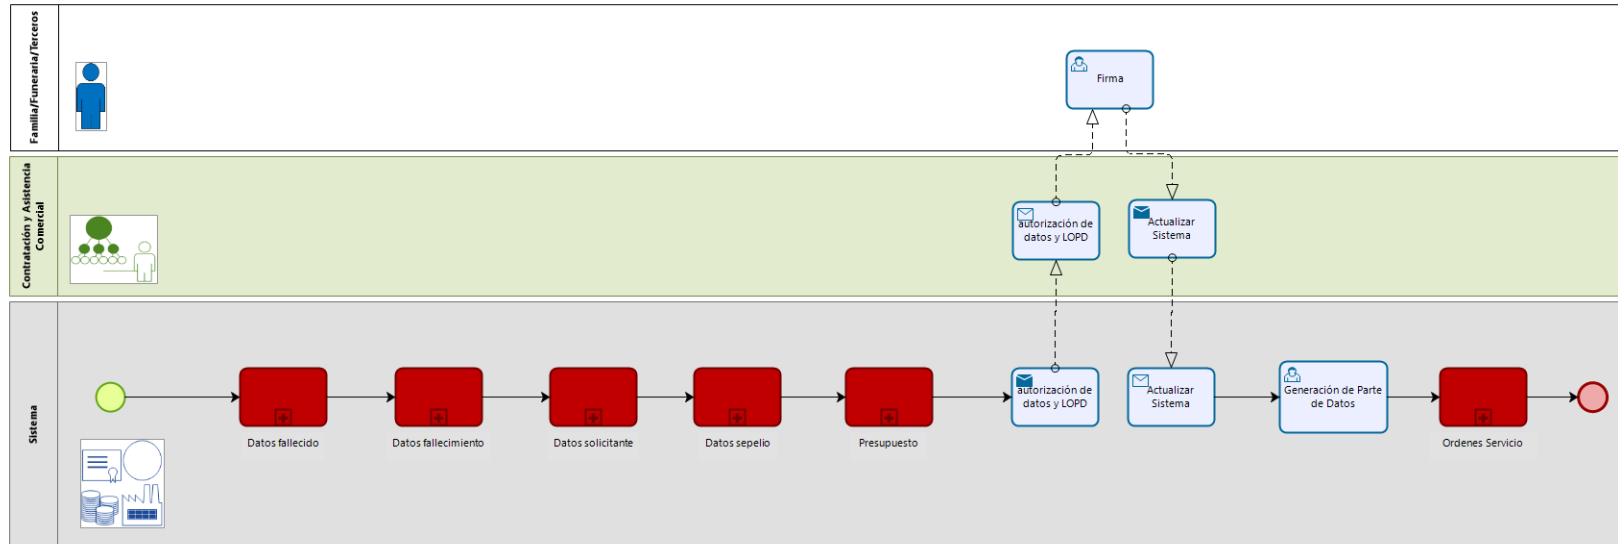 Familia/Funeraria/Terceros
Firma
Contratación y Asistencia
Comercial
autorización de
datos y LOPD
Actualizar
Sistema
Sistema
Datos fallecido
Datos fallecimiento
Datos solicitante
Datos sepelio
Presupuesto
autorización de
datos y LOPD
Actualizar
Sistema
Generación de Parte
de Datos
Ordenes Servicio